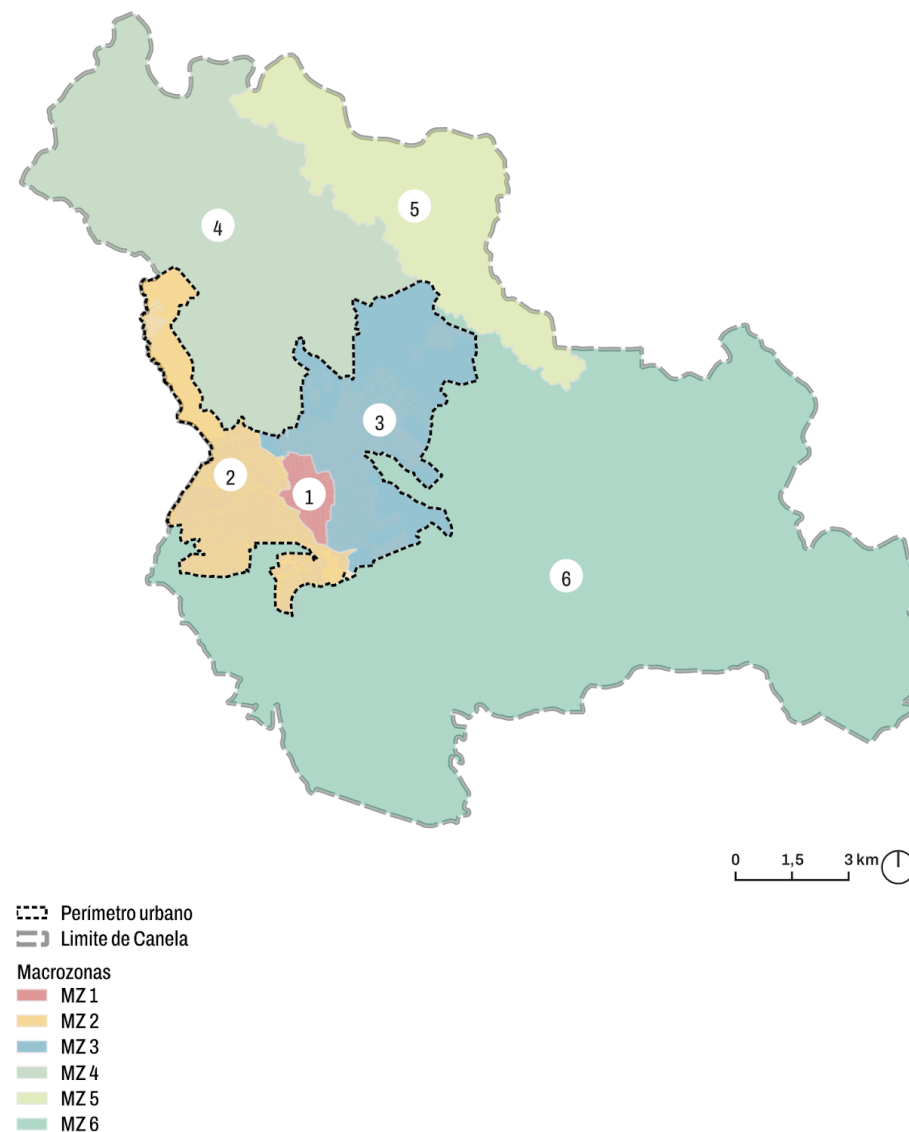 4
5
3
2
1
6
0 1,5 3 km
Perímetro urbano
Limite de Canela
Macrozonas
MZ 1
MZ 2
MZ 3
MZ 4
MZ 5
MZ 6